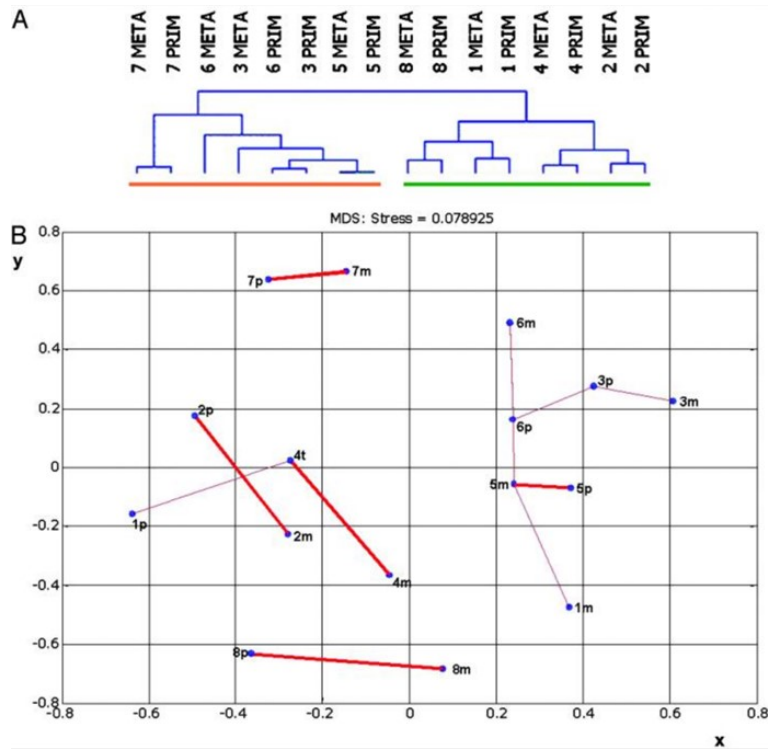 A
7 META
7 PRIM
6 META
3 META
6 PRIM
3 PRIM
5 META
5 PRIM
8 META
8 PRIM
1 META
1 PRIM
4 META
4 PRIM
2 META
2 PRIM
B
MDS: Stress = 0.078925
0.8
y
7p
7m
0.6
6m
0.4
3p
3m
0.2
2p
6p
4t
0
5m
5p
1p
-0.2
2m
4m
-0.4
1m
-0.6
8p
8m
-0.8
-0.8
-0.6
-0.4
-0.2
0
0.2
0.4
0.6
0.8
x